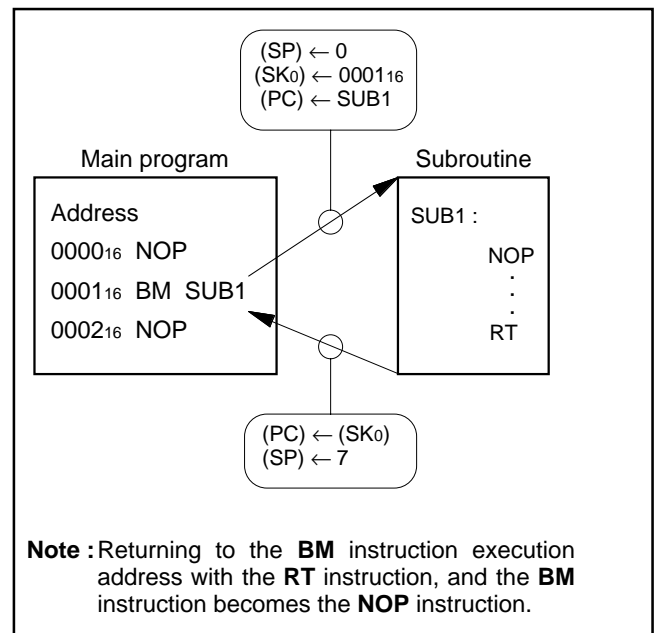 (SP) ← 0
(SK₀) ← 0001₁₆
(PC) ← SUB1
Main program
Subroutine
Address
0000₁₆ NOP
0001₁₆ BM SUB1
0002₁₆ NOP
SUB1 :
NOP
.
.
.
RT
(PC) ← (SK₀)
(SP) ← 7
Note : Returning to the BM instruction execution
address with the RT instruction, and the BM
instruction becomes the NOP instruction.